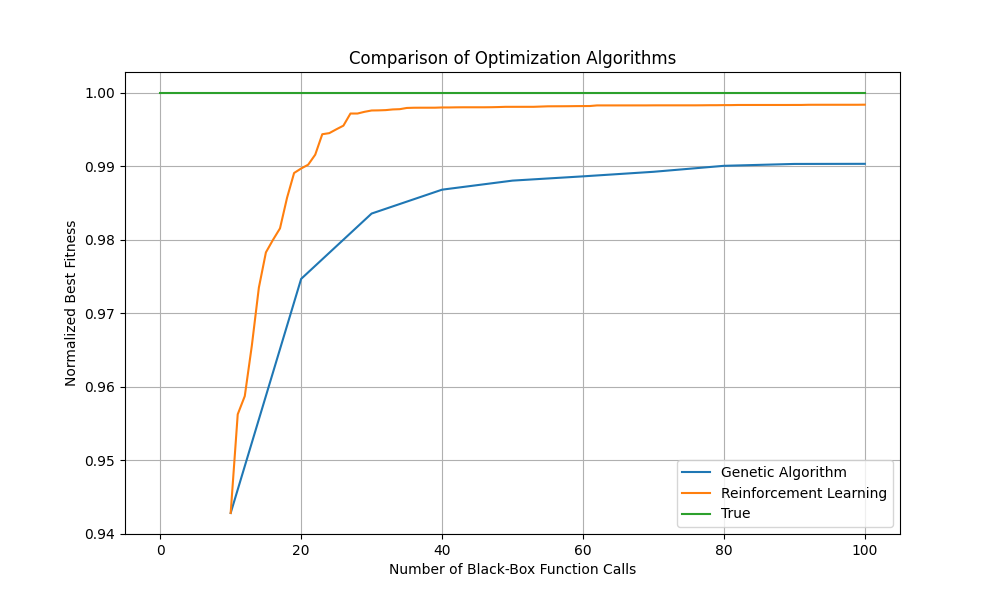 Comparison of Optimization Algorithms
1.00
0.99
0.98
0.97
0.96
0.95
0.94
Normalized Best Fitness
Genetic Algorithm
Reinforcement Learning
True
0 20 40 60 80 100
Number of Black-Box Function Calls